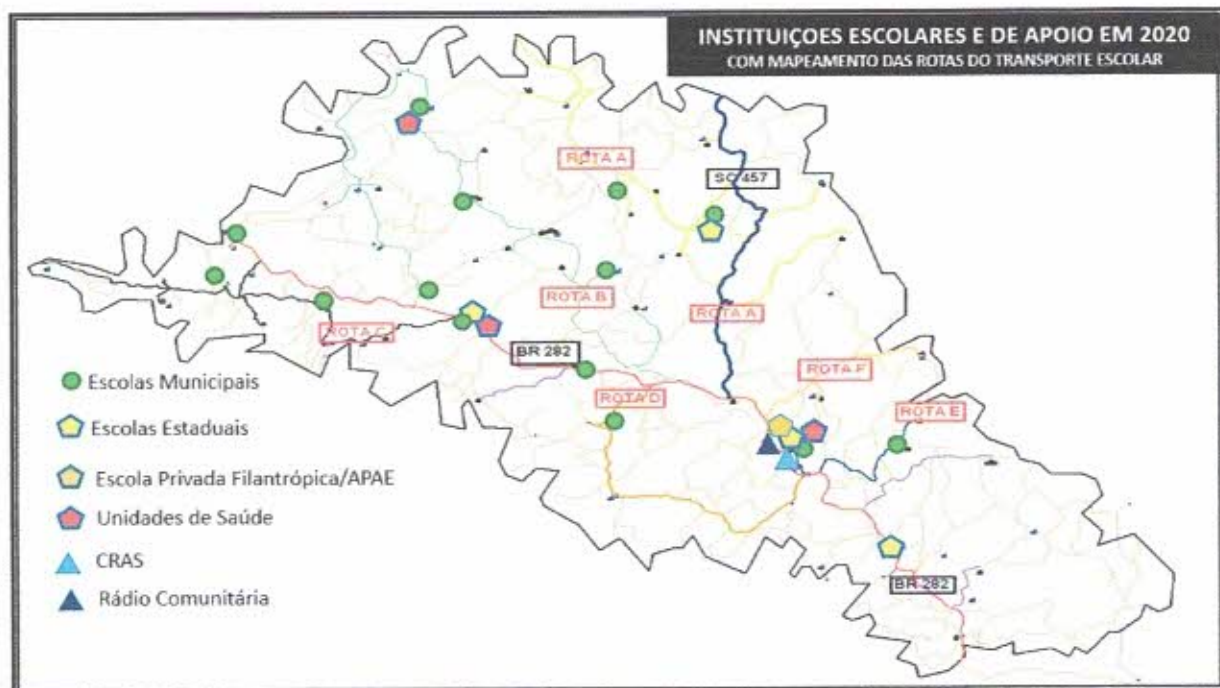 INSTITUIÇOES ESCOLARES E DE APOIO EM 2020
COM MAPEAMENTO DAS ROTAS DO TRANSPORTE ESCOLAR
ROTA A
SC 457
ROTA B
ROTA A
ROTA C
BR 282
ROTA F
ROTA D
ROTA E
BR 282
Escolas Municipais
Escolas Estaduais
Escola Privada Filantrópica/APAE
Unidades de Saúde
CRAS
Rádio Comunitária